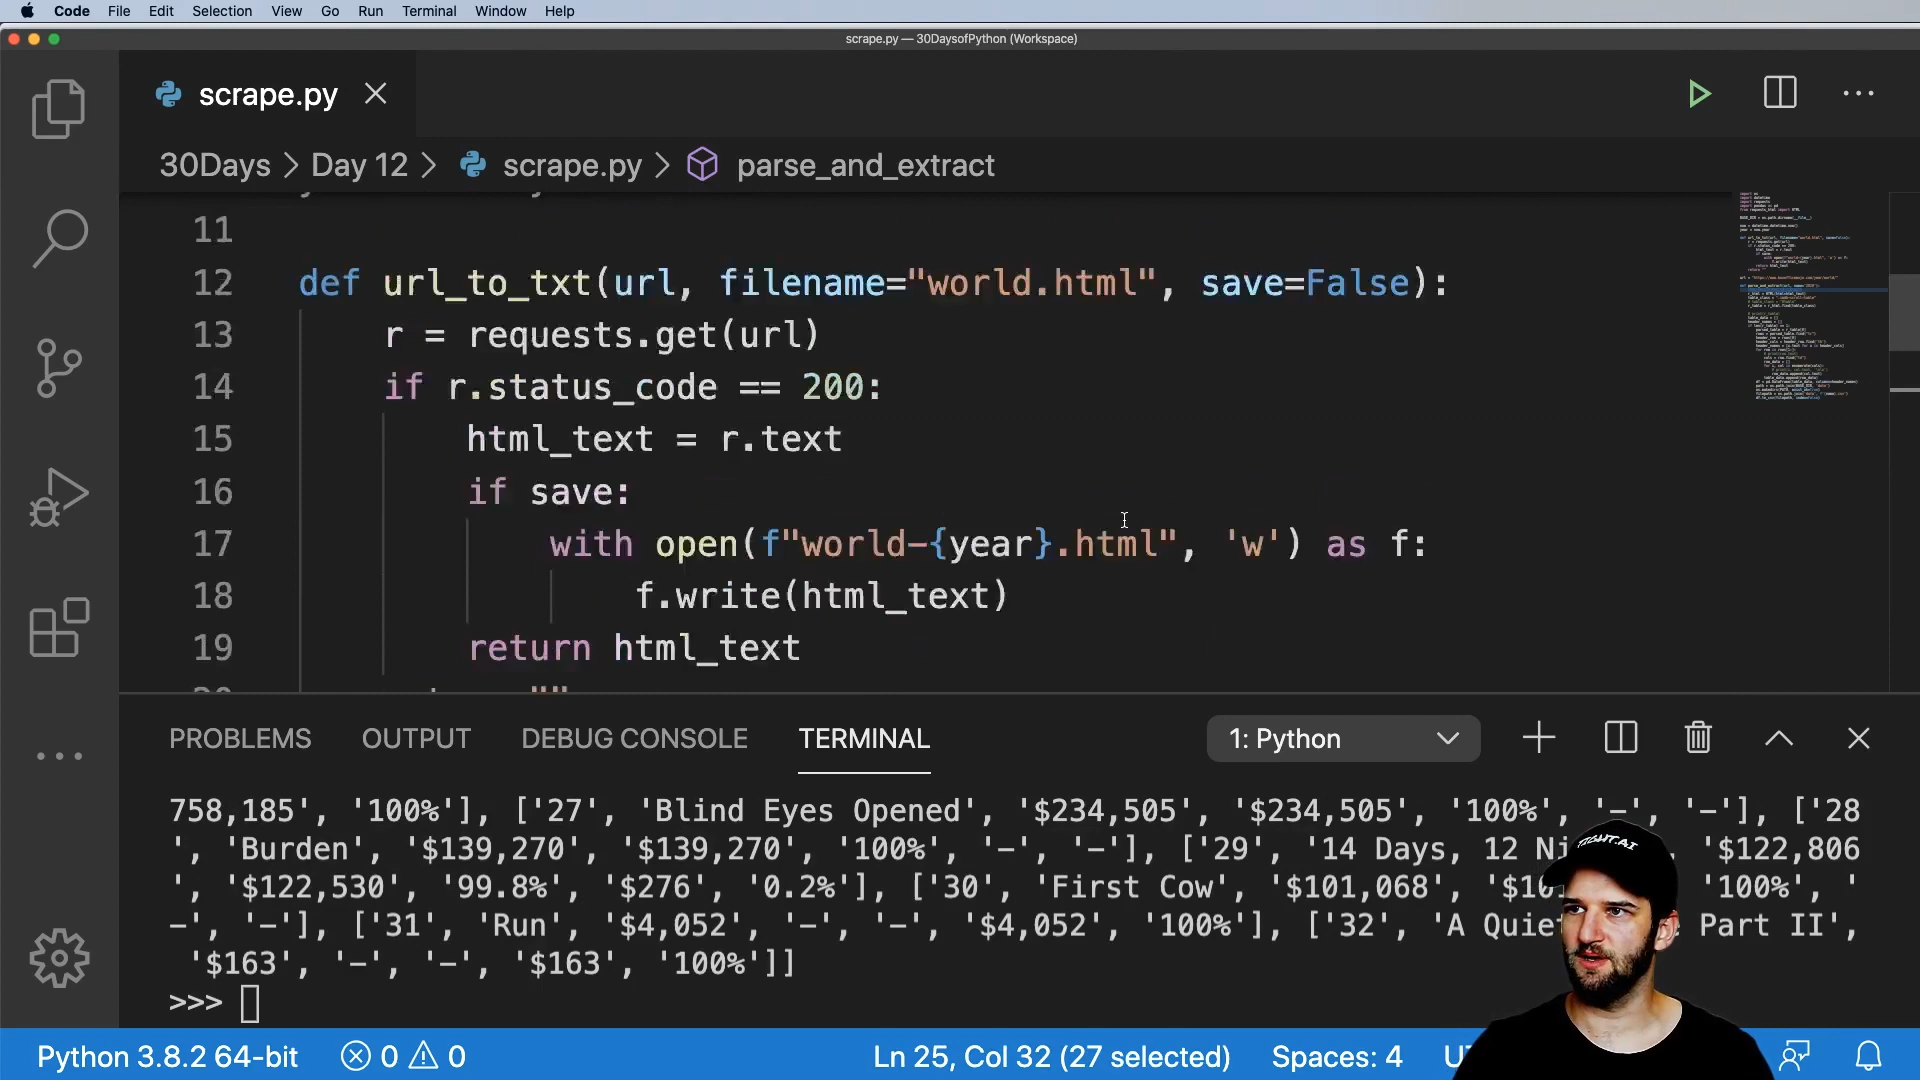 Code File Edit Selection View Go Run Terminal Window Help
scrape.py — 30DaysofPython (Workspace)
scrape.py
30Days > Day 12 > scrape.py > parse_and_extract
11
12 def url_to_txt(url, filename="world.html", save=False):
13 r = requests.get(url)
14 if r.status_code == 200:
15 html_text = r.text
16 if save:
17 with open(f"world-{year}.html", 'w') as f:
18 f.write(html_text)
19 return html_text
PROBLEMS OUTPUT DEBUG CONSOLE TERMINAL 1: Python
758,185', '100%'], ['27', 'Blind Eyes Opened', '$234,505', '$234,505', '100%', '–', '–'], ['28
', 'Burden', '$139,270', '$139,270', '100%', '–', '–'], ['29', '14 Days, 12 Ni '$122,806
', '$122,530', '99.8%', '$276', '0.2%'], ['30', 'First Cow', '$101,068', '$10 '100%', '
–', '–'], ['31', 'Run', '$4,052', '–', '–', '$4,052', '100%'], ['32', 'A Quiet Part II',
'$163', '–', '–', '$163', '100%']]
>>>
Python 3.8.2 64-bit 0 0 Ln 25, Col 32 (27 selected) Spaces: 4